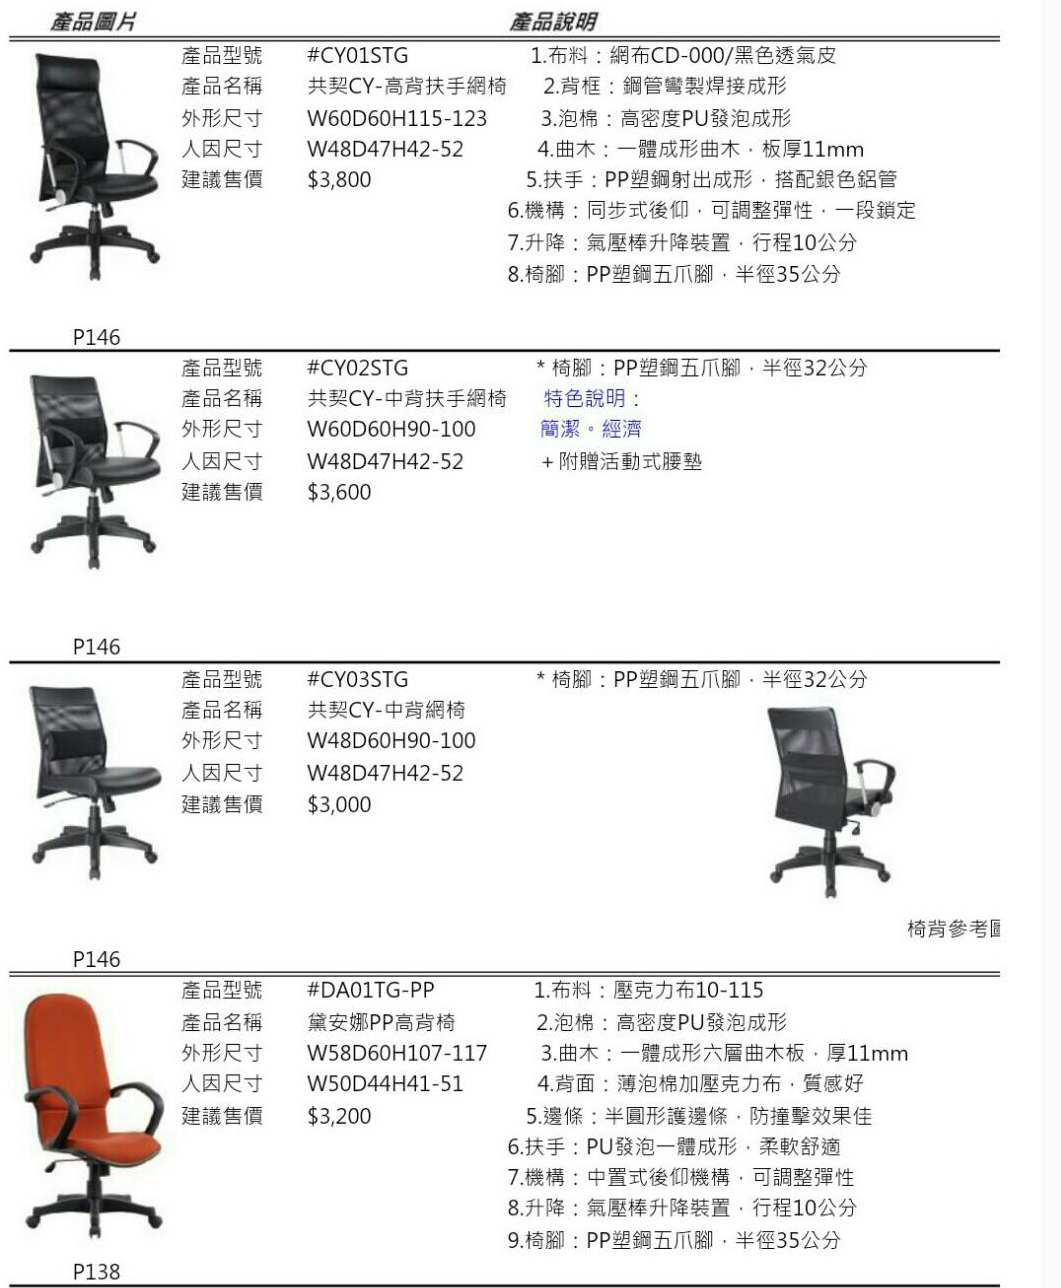 產品圖片 產品說明
產品型號 #CY01STG 1.布料：網布CD-000/黑色透氣皮
產品名稱 共契CY-高背扶手網椅 2.背框：鋼管彎製焊接成形
外形尺寸 W60D60H115-123 3.泡棉：高密度PU發泡成形
人因尺寸 W48D47H42-52 4.曲木：一體成形曲木，板厚11mm
建議售價 $3,800 5.扶手：PP塑鋼射出成形，搭配銀色鋁管
6.機構：同步式後仰，可調整彈性，一段鎖定
7.升降：氣壓棒升降裝置，行程10公分
8.椅腳：PP塑鋼五爪腳，半徑35公分
P146
產品型號 #CY02STG * 椅腳：PP塑鋼五爪腳，半徑32公分
產品名稱 共契CY-中背扶手網椅 特色說明：
外形尺寸 W60D60H90-100 簡潔。經濟
人因尺寸 W48D47H42-52 ＋附贈活動式腰墊
建議售價 $3,600
P146
產品型號 #CY03STG * 椅腳：PP塑鋼五爪腳，半徑32公分
產品名稱 共契CY-中背網椅
外形尺寸 W48D60H90-100
人因尺寸 W48D47H42-52
建議售價 $3,000
椅背參考圖
P146
產品型號 #DA01TG-PP 1.布料：壓克力布10-115
產品名稱 黛安娜PP高背椅 2.泡棉：高密度PU發泡成形
外形尺寸 W58D60H107-117 3.曲木：一體成形六層曲木板，厚11mm
人因尺寸 W50D44H41-51 4.背面：薄泡棉加壓克力布，質感好
建議售價 $3,200 5.邊條：半圓形護邊條，防撞擊效果佳
6.扶手：PU發泡一體成形，柔軟舒適
7.機構：中置式後仰機構，可調整彈性
8.升降：氣壓棒升降裝置，行程10公分
9.椅腳：PP塑鋼五爪腳，半徑35公分
P138